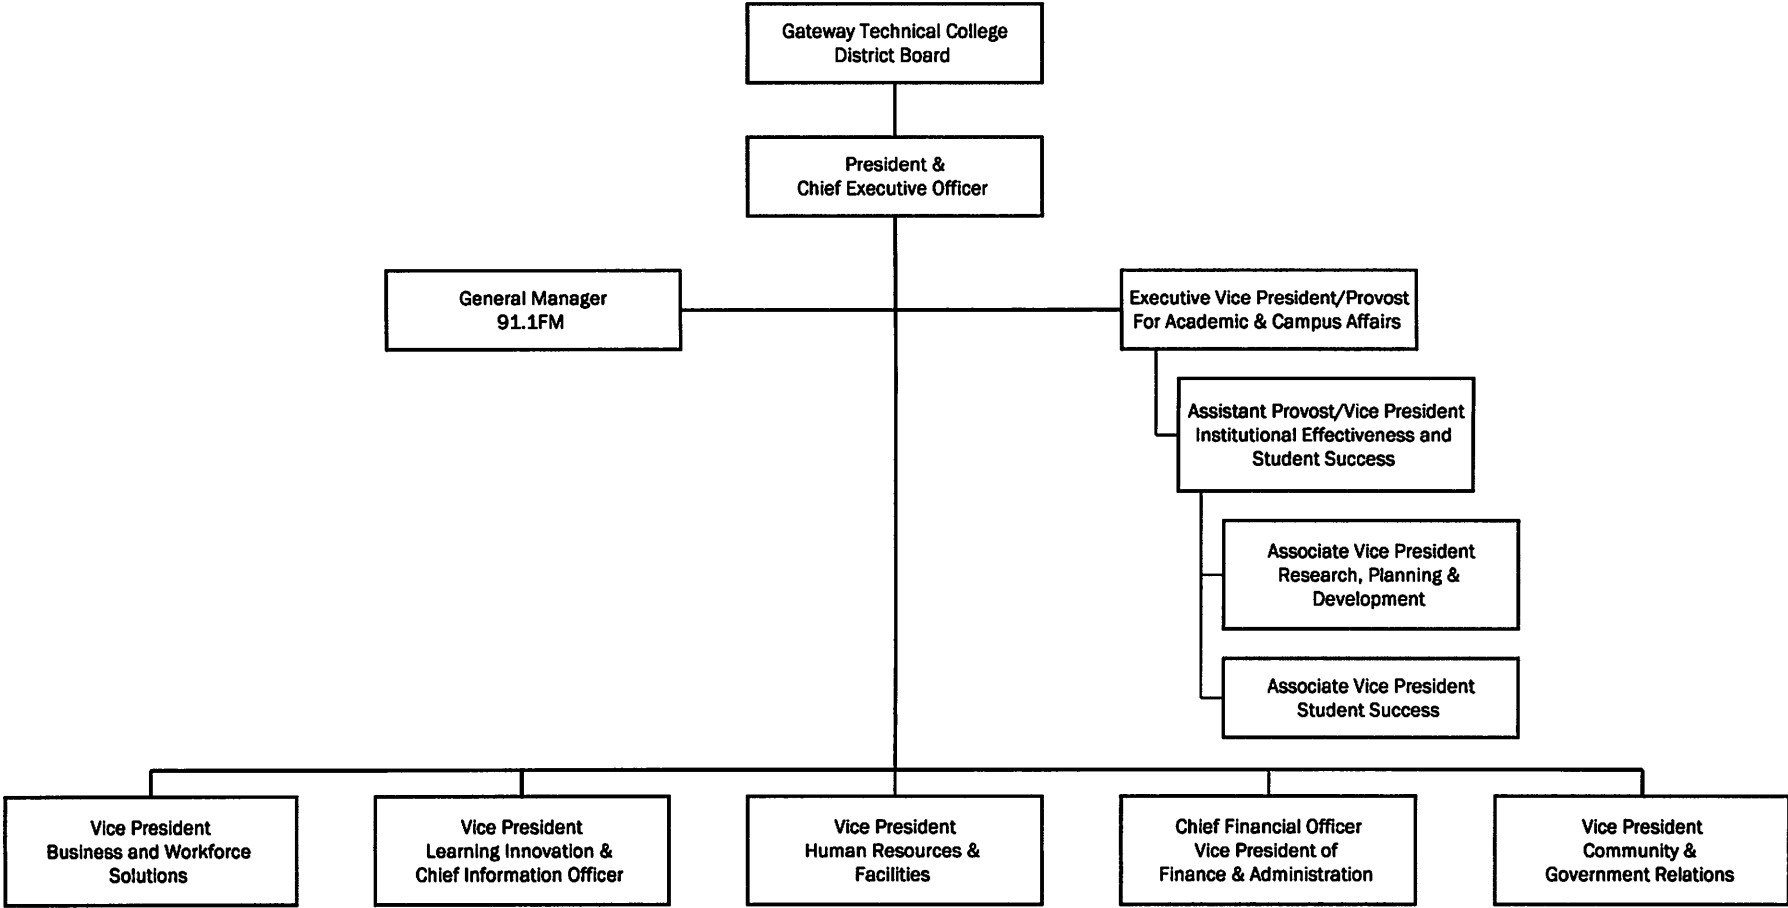 Gateway Technical College
District Board
President &
Chief Executive Officer
General Manager
91.1FM
Executive Vice President/Provost
For Academic & Campus Affairs
Assistant Provost/Vice President
Institutional Effectiveness and
Student Success
Associate Vice President
Research, Planning &
Development
Associate Vice President
Student Success
Vice President
Business and Workforce
Solutions
Vice President
Learning Innovation &
Chief Information Officer
Vice President
Human Resources &
Facilities
Chief Financial Officer
Vice President of
Finance & Administration
Vice President
Community &
Government Relations